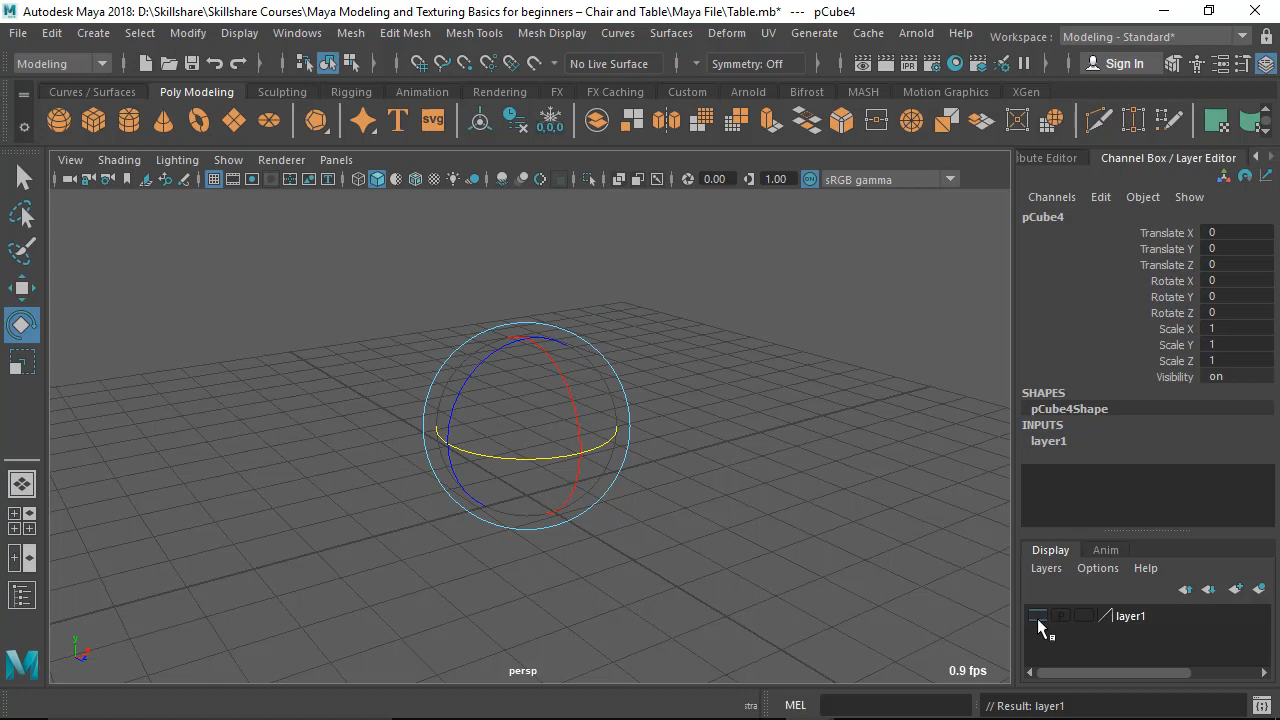 Autodesk Maya 2018: D:\Skillshare\Skillshare Courses\Maya Modeling and Texturing Basics for beginners – Chair and Table\Maya File\Table.mb*   ---   pCube4
File Edit Create Select Modify Display Windows Mesh Edit Mesh Mesh Tools Mesh Display Curves Surfaces Deform UV Generate Cache Arnold Help Workspace : Modeling - Standard*
Modeling No Live Surface Symmetry: Off Sign In
Curves / Surfaces Poly Modeling Sculpting Rigging Animation Rendering FX FX Caching Custom Arnold Bifrost MASH Motion Graphics XGen
T SVG 0,0,0
View Shading Lighting Show Renderer Panels
0.00 1.00 ON sRGB gamma
bute Editor Channel Box / Layer Editor
Channels Edit Object Show
pCube4
Translate X 0
Translate Y 0
Translate Z 0
Rotate X 0
Rotate Y 0
Rotate Z 0
Scale X 1
Scale Y 1
Scale Z 1
Visibility on
SHAPES
pCube4Shape
INPUTS
layer1
Display Anim
Layers Options Help
P layer1
y
x
z
persp
0.9 fps
M
stra MEL // Result: layer1